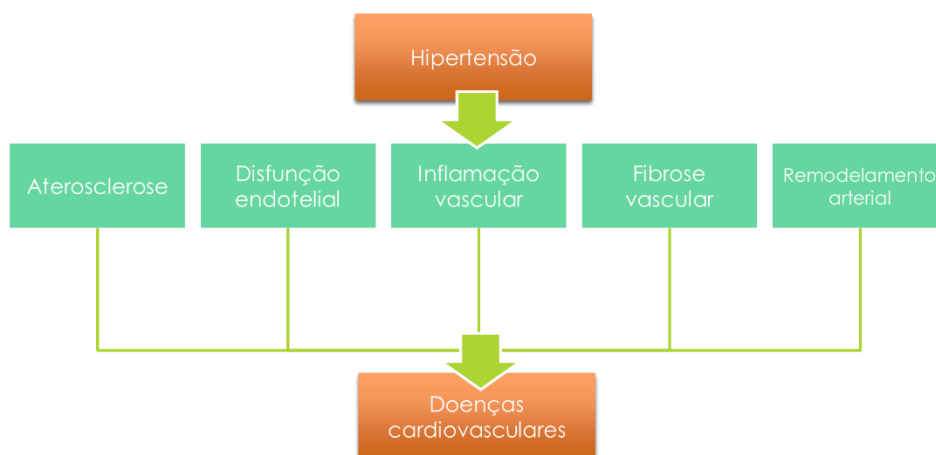 Hipertensão
Aterosclerose
Disfunção
endotelial
Inflamação
vascular
Fibrose
vascular
Remodelamento
arterial
Doenças
cardiovasculares